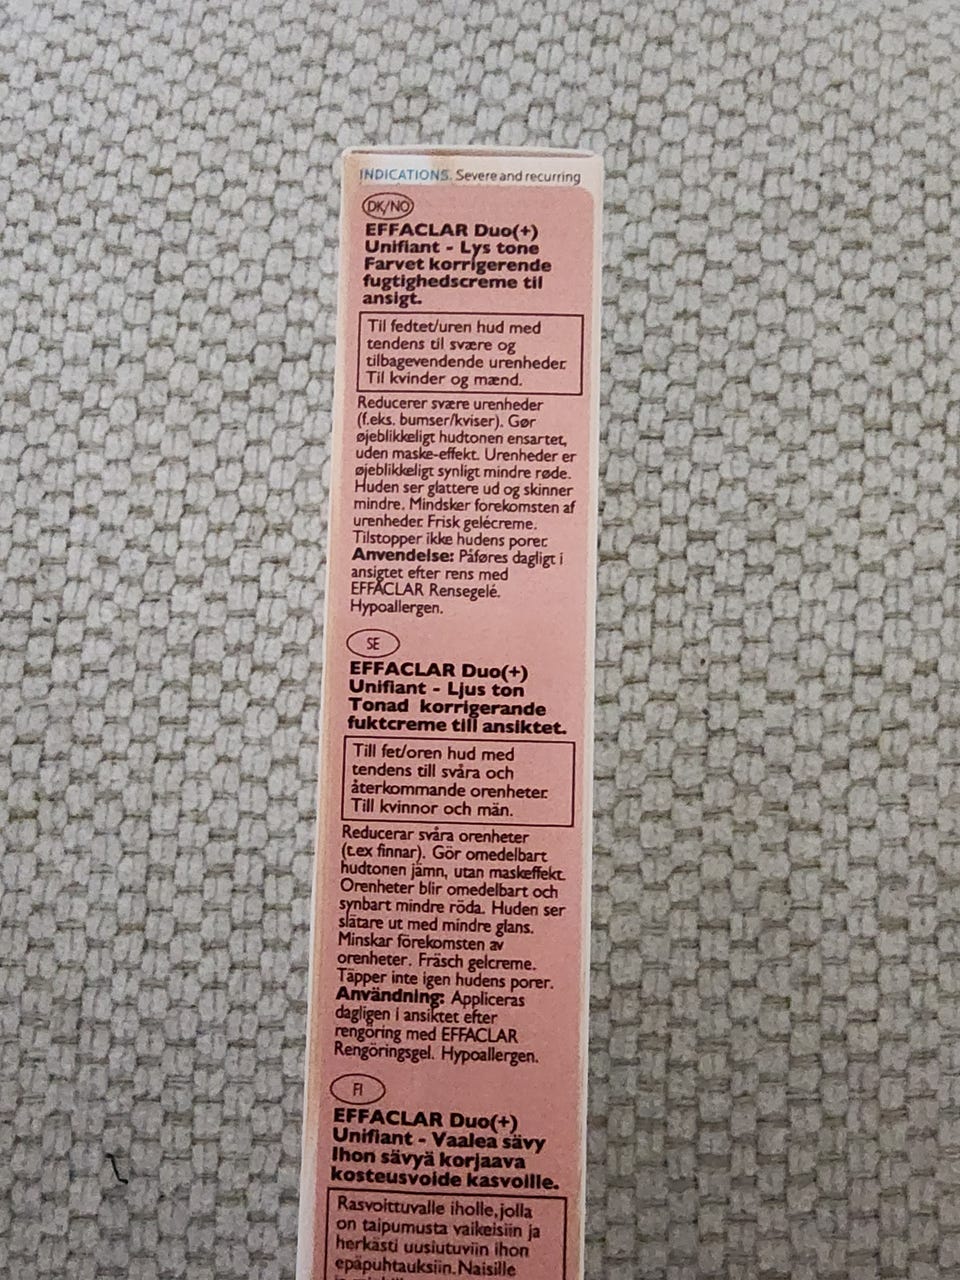 INDICATIONS. Severe and recurring
DK/NO
EFFACLAR Duo(+)
Unifiant - Lys tone
Farvet korrigerende
fugtighedscreme til
ansigt.
Til fedtet/uren hud med
tendens til svære og
tilbagevendende urenheder.
Til kvinder og mænd.
Reducerer svære urenheder
(f.eks. bumser/kviser). Gør
øjeblikkeligt hudtonen ensartet,
uden maske-effekt. Urenheder er
øjeblikkeligt synligt mindre røde.
Huden ser glattere ud og skinner
mindre. Mindsker forekomsten af
urenheder. Frisk gelécreme.
Tilstopper ikke hudens porer.
Anvendelse: Påføres dagligt i
ansigtet efter rens med
EFFACLAR Rensegelé.
Hypoallergen.
SE
EFFACLAR Duo(+)
Unifiant - Ljus ton
Tonad korrigerande
fuktcreme till ansiktet.
Till fet/oren hud med
tendens till svåra och
återkommande orenheter.
Till kvinnor och män.
Reducerar svåra orenheter
(t.ex finnar). Gör omedelbart
hudtonen jämn, utan maskeffekt.
Orenheter blir omedelbart och
synbart mindre röda. Huden ser
slätare ut med mindre glans.
Minskar förekomsten av
orenheter. Fräsch gelcreme.
Täpper inte igen hudens porer.
Användning: Appliceras
dagligen i ansiktet efter
rengöring med EFFACLAR
Rengöringsgel. Hypoallergen.
FI
EFFACLAR Duo(+)
Unifiant - Vaalea sävy
Ihon sävyä korjaava
kosteusvoide kasvoille.
Rasvoittuvalle iholle, jolla
on taipumusta vaikeisiin ja
herkästi uusiutuviin ihon
epäpuhtauksiin. Naisille